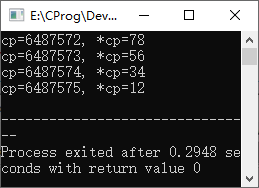 E:\CProg\Dev...
cp=6487572, *cp=78
cp=6487573, *cp=56
cp=6487574, *cp=34
cp=6487575, *cp=12
------------------------------
--
Process exited after 0.2948 se
conds with return value 0